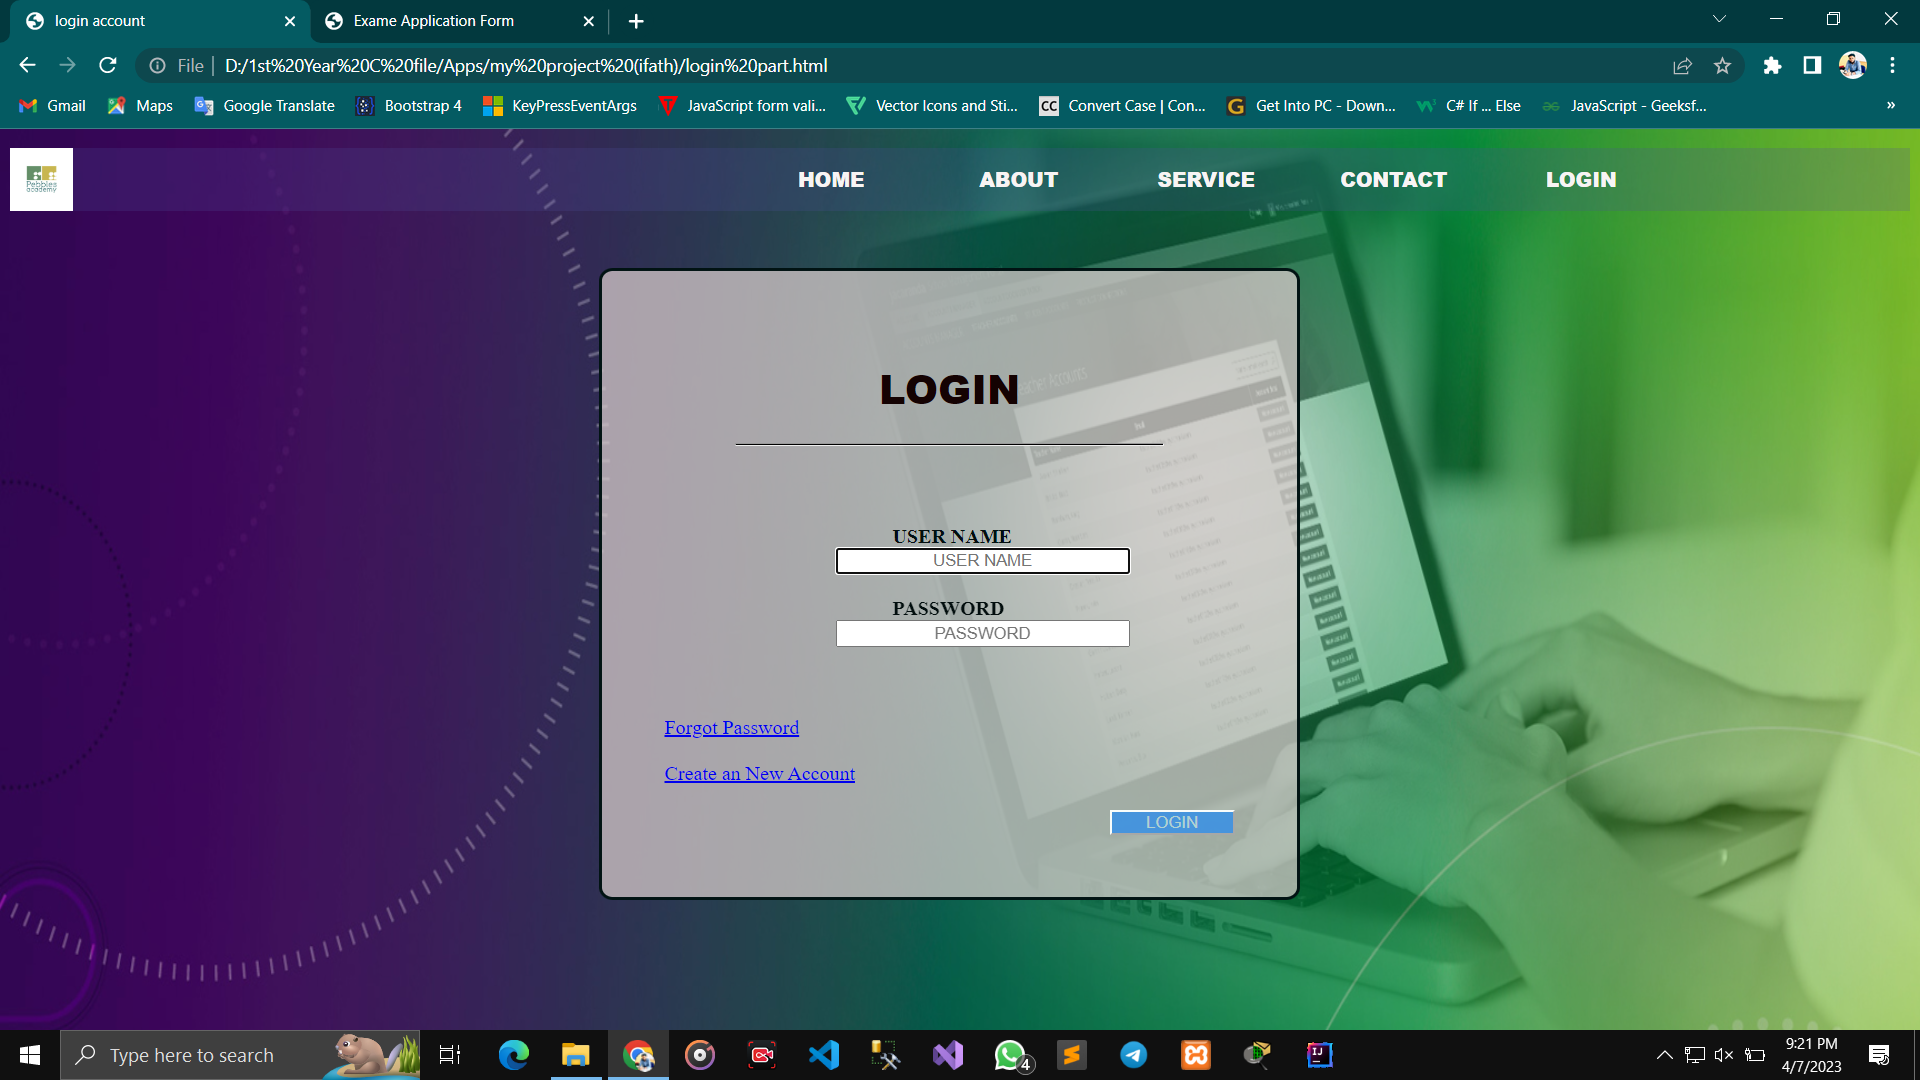 login account
Exame Application Form
File
D:/1st%20Year%20C%20file/Apps/my%20project%20(ifath)/login%20part.html
Gmail
Maps
Google Translate
Bootstrap 4
KeyPressEventArgs
JavaScript form vali...
Vector Icons and Sti...
CC
Convert Case | Con...
Get Into PC - Down...
C# If ... Else
JavaScript - Geeksf...
»
Pebbles
academy
HOME
ABOUT
SERVICE
CONTACT
LOGIN
LOGIN
USER NAME
USER NAME
PASSWORD
PASSWORD
Forgot Password
Create an New Account
LOGIN
Type here to search
4
IJ
9:21 PM
4/7/2023